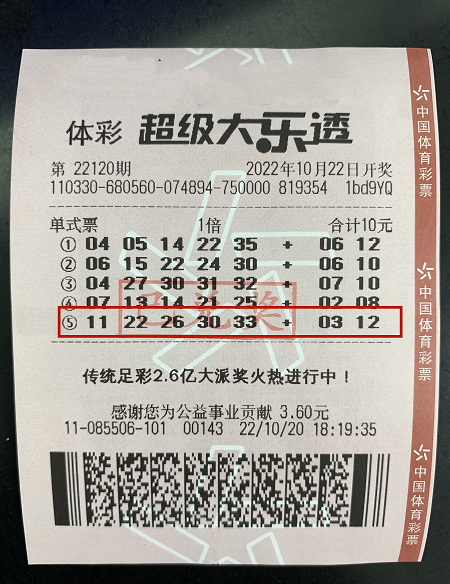 体彩 超级大乐透
第 22120期 2022年10月22日开奖
110330-680560-074894-750000 819354 1bd9YQ
单式票 1倍 合计10元
① 04 05 14 22 35 + 06 12
② 06 15 22 24 30 + 06 10
③ 04 27 30 31 32 + 07 10
④ 07 13 14 21 25 + 02 08
⑤ 11 22 26 30 33 + 03 12
已兑奖
传统足彩2.6亿大派奖火热进行中！
感谢您为公益事业贡献 3.60元
11-085506-101 00143 22/10/20 18:19:35
中国体育彩票
中国体育彩票
中国体育彩票